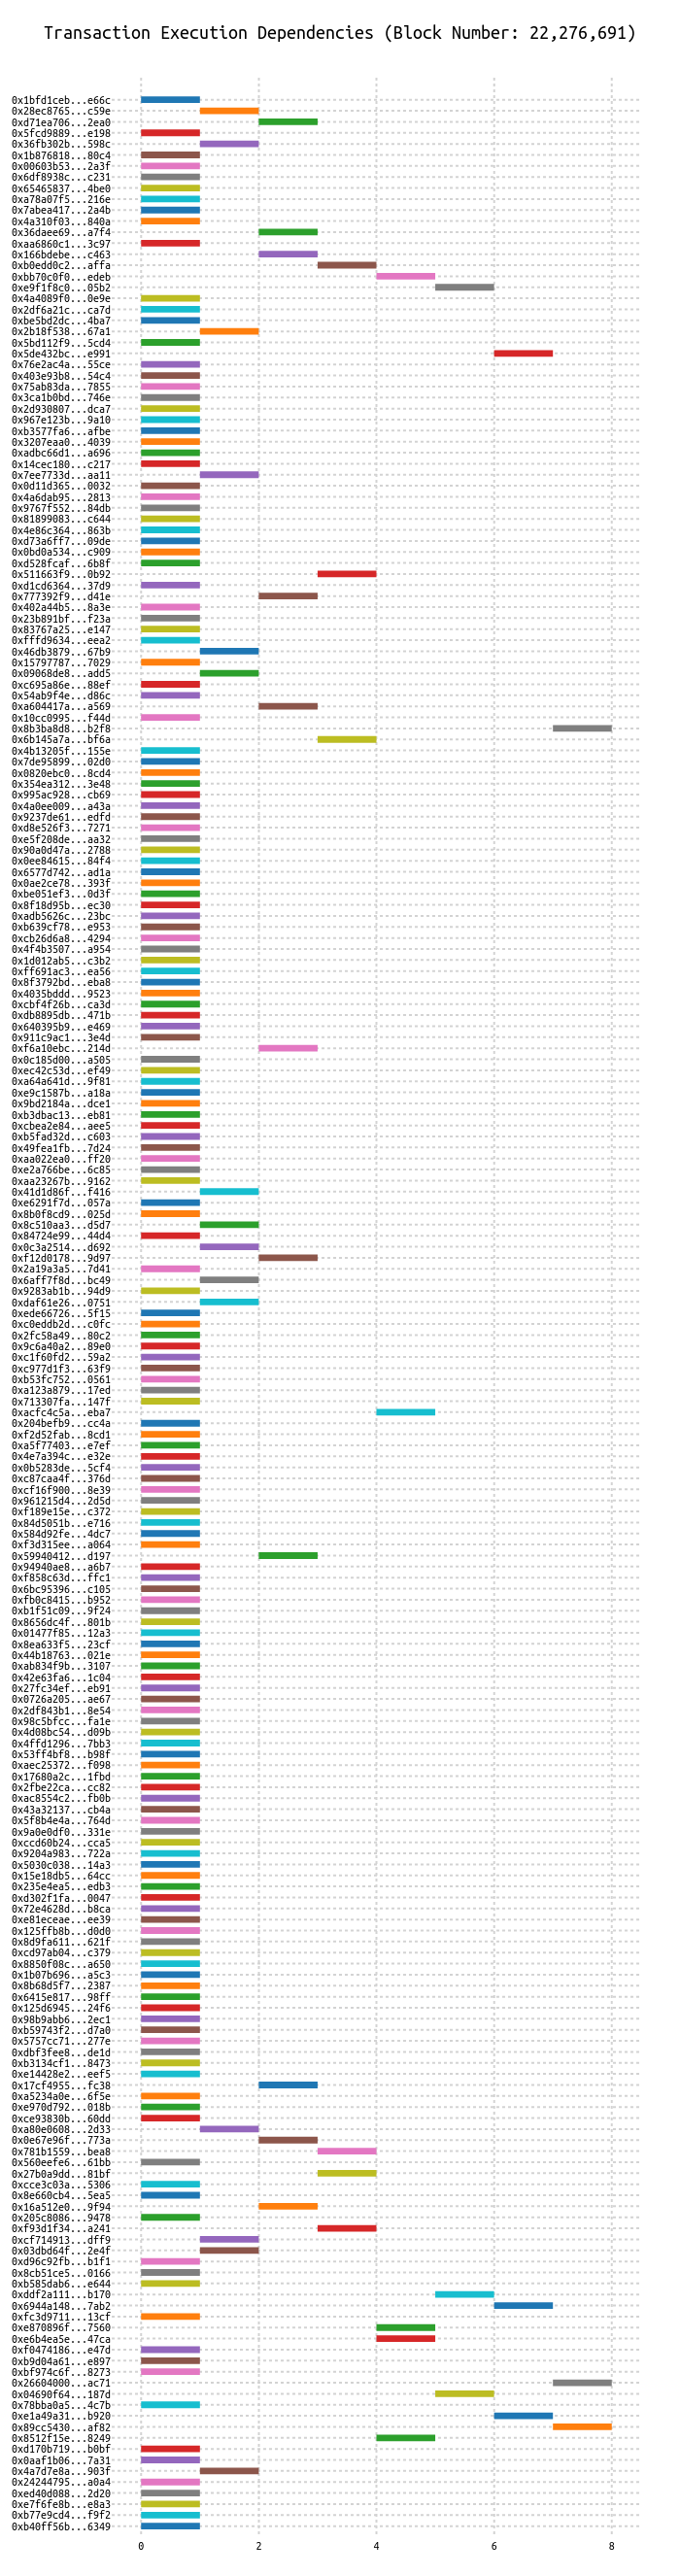 Transaction Execution Dependencies (Block Number: 22,276,691)
0x1bfd1ceb...e66c
0x28ec8765...c59e
0xd71ea706...2ea0
0x5fcd9889...e198
0x36fb302b...598c
0x1b876818...80c4
0x00603b53...2a3f
0x6df8938c...c231
0x65465837...4be0
0xa78a07f5...216e
0x7abea417...2a4b
0x4a310f03...840a
0x36daee69...a7f4
0xaa6860c1...3c97
0x166bdebe...c463
0xb0edd0c2...affa
0xbb70c0f0...edeb
0xe9f1f8c0...05b2
0x4a4089f0...0e9e
0x2df6a21c...ca7d
0xbe5bd2dc...4ba7
0x2b18f538...67a1
0x5bd112f9...5cd4
0x5de432bc...e991
0x76e2ac4a...55ce
0x403e93b8...54c4
0x75ab83da...7855
0x3ca1b0bd...746e
0x2d930807...dca7
0x967e123b...9a10
0xb3577fa6...afbe
0x3207eaa0...4039
0xadbc66d1...a696
0x14cec180...c217
0x7ee7733d...aa11
0x0d11d365...0032
0x4a6dab95...2813
0x9767f552...84db
0x81899083...c644
0x4e86c364...863b
0xd73a6ff7...09de
0x0bd0a534...c909
0xd528fcaf...6b8f
0x511663f9...0b92
0xd1cd6364...37d9
0x777392f9...d41e
0x402a44b5...8a3e
0x23b891bf...f23a
0x83767a25...e147
0xfffd9634...eea2
0x46db3879...67b9
0x15797787...7029
0x09068de8...add5
0xc695a86e...88ef
0x54ab9f4e...d86c
0xa604417a...a569
0x10cc0995...f44d
0x8b3ba8d8...b2f8
0x6b145a7a...bf6a
0x4b13205f...155e
0x7de95899...02d0
0x0820ebc0...8cd4
0x354ea312...3e48
0x995ac928...cb69
0x4a0ee009...a43a
0x9237de61...edfd
0xd8e526f3...7271
0xe5f208de...aa32
0x90a0d47a...2788
0x0ee84615...84f4
0x6577d742...ad1a
0x0ae2ce78...393f
0xbe051ef3...0d3f
0x8f18d95b...ec30
0xadb5626c...23bc
0xb639cf78...e953
0xcb26d6a8...4294
0x4f4b3507...a954
0x1d012ab5...c3b2
0xff691ac3...ea56
0x8f3792bd...eba8
0x4035bddd...9523
0xcbf4f26b...ca3d
0xdb8895db...471b
0x640395b9...e469
0x911c9ac1...3e4d
0xf6a10ebc...214d
0x0c185d00...a505
0xec42c53d...ef49
0xa64a641d...9f81
0xe9c1587b...a18a
0x9bd2184a...dce1
0xb3dbac13...eb81
0xcbea2e84...aee5
0xb5fad32d...c603
0x49fea1fb...7d24
0xaa022ea0...ff20
0xe2a766be...6c85
0xaa23267b...9162
0x41d1d86f...f416
0xe6291f7d...057a
0x8b0f8cd9...025d
0x8c510aa3...d5d7
0x84724e99...44d4
0x0c3a2514...d692
0xf12d0178...9d97
0x2a19a3a5...7d41
0x6aff7f8d...bc49
0x9283ab1b...94d9
0xdaf61e26...0751
0xede66726...5f15
0xc0eddb2d...c0fc
0x2fc58a49...80c2
0x9c6a40a2...89e0
0xc1f60fd2...59a2
0xc977d1f3...63f9
0xb53fc752...0561
0xa123a879...17ed
0x713307fa...147f
0xacfc4c5a...eba7
0x204befb9...cc4a
0xf2d52fab...8cd1
0xa5f77403...e7ef
0x4e7a394c...e32e
0x0b5283de...5cf4
0xc87caa4f...376d
0xcf16f900...8e39
0x961215d4...2d5d
0xf189e15e...c372
0x84d5051b...e716
0x584d92fe...4dc7
0xf3d315ee...a064
0x59940412...d197
0x94940ae8...a6b7
0xf858c63d...ffc1
0x6bc95396...c105
0xfb0c8415...b952
0xb1f51c09...9f24
0x8656dc4f...801b
0x01477f85...12a3
0x8ea633f5...23cf
0x44b18763...021e
0xab834f9b...3107
0x42e63fa6...1c04
0x27fc34ef...eb91
0x0726a205...ae67
0x2df843b1...8e54
0x98c5bfcc...fa1e
0x4d08bc54...d09b
0x4ffd1296...7bb3
0x53ff4bf8...b98f
0xaec25372...f098
0x17680a2c...1fbd
0x2fbe22ca...cc82
0xac8554c2...fb0b
0x43a32137...cb4a
0x5f8b4e4a...764d
0x9a0e0df0...331e
0xccd60b24...cca5
0x9204a983...722a
0x5030c038...14a3
0x15e18db5...64cc
0x235e4ea5...edb3
0xd302f1fa...0047
0x72e4628d...b8ca
0xe81eceae...ee39
0x125ffb8b...d0d0
0x8d9fa611...621f
0xcd97ab04...c379
0x8850f08c...a650
0x1b07b696...a5c3
0x8b68d5f7...2387
0x6415e817...98ff
0x125d6945...24f6
0x98b9abb6...2ec1
0xb59743f2...d7a0
0x5757cc71...277e
0xdbf3fee8...de1d
0xb3134cf1...8473
0xe14428e2...eef5
0x17cf4955...fc38
0xa5234a0e...6f5e
0xe970d792...018b
0xce93830b...60dd
0xa80e0608...2d33
0x0e67e96f...773a
0x781b1559...bea8
0x560eefe6...61bb
0x27b0a9dd...81bf
0xcce3c03a...5306
0x8e660cb4...5ea5
0x16a512e0...9f94
0x205c8086...9478
0xf93d1f34...a241
0xcf714913...dff9
0x03dbd64f...2e4f
0xd96c92fb...b1f1
0x8cb51ce5...0166
0xb585dab6...e644
0xddf2a111...b170
0x6944a148...7ab2
0xfc3d9711...13cf
0xe870896f...7560
0xe6b4ea5e...47ca
0xf0474186...e47d
0xb9d04a61...e897
0xbf974c6f...8273
0x26604000...ac71
0x04690f64...187d
0x78bba0a5...4c7b
0xe1a49a31...b920
0x89cc5430...af82
0x8512f15e...8249
0xd170b719...b0bf
0x0aaf1b06...7a31
0x4a7d7e8a...903f
0x24244795...a0a4
0xed40d088...2d20
0xe7f6fe8b...e8a3
0xb77e9cd4...f9f2
0xb40ff56b...6349
0 2 4 6 8